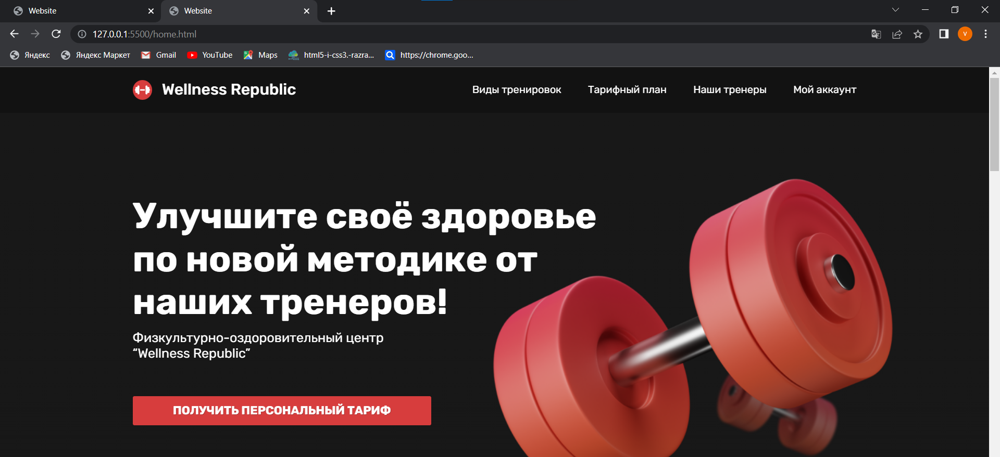 Website
Website
127.0.0.1:5500/home.html
V
Яндекс
Яндекс Маркет
Gmail
YouTube
Maps
html5-i-css3.-razra...
https://chrome.goo...
Wellness Republic
Виды тренировок
Тарифный план
Наши тренеры
Мой аккаунт
Улучшите своё здоровье
по новой методике от
наших тренеров!
Физкультурно-оздоровительный центр
“Wellness Republic”
ПОЛУЧИТЬ ПЕРСОНАЛЬНЫЙ ТАРИФ